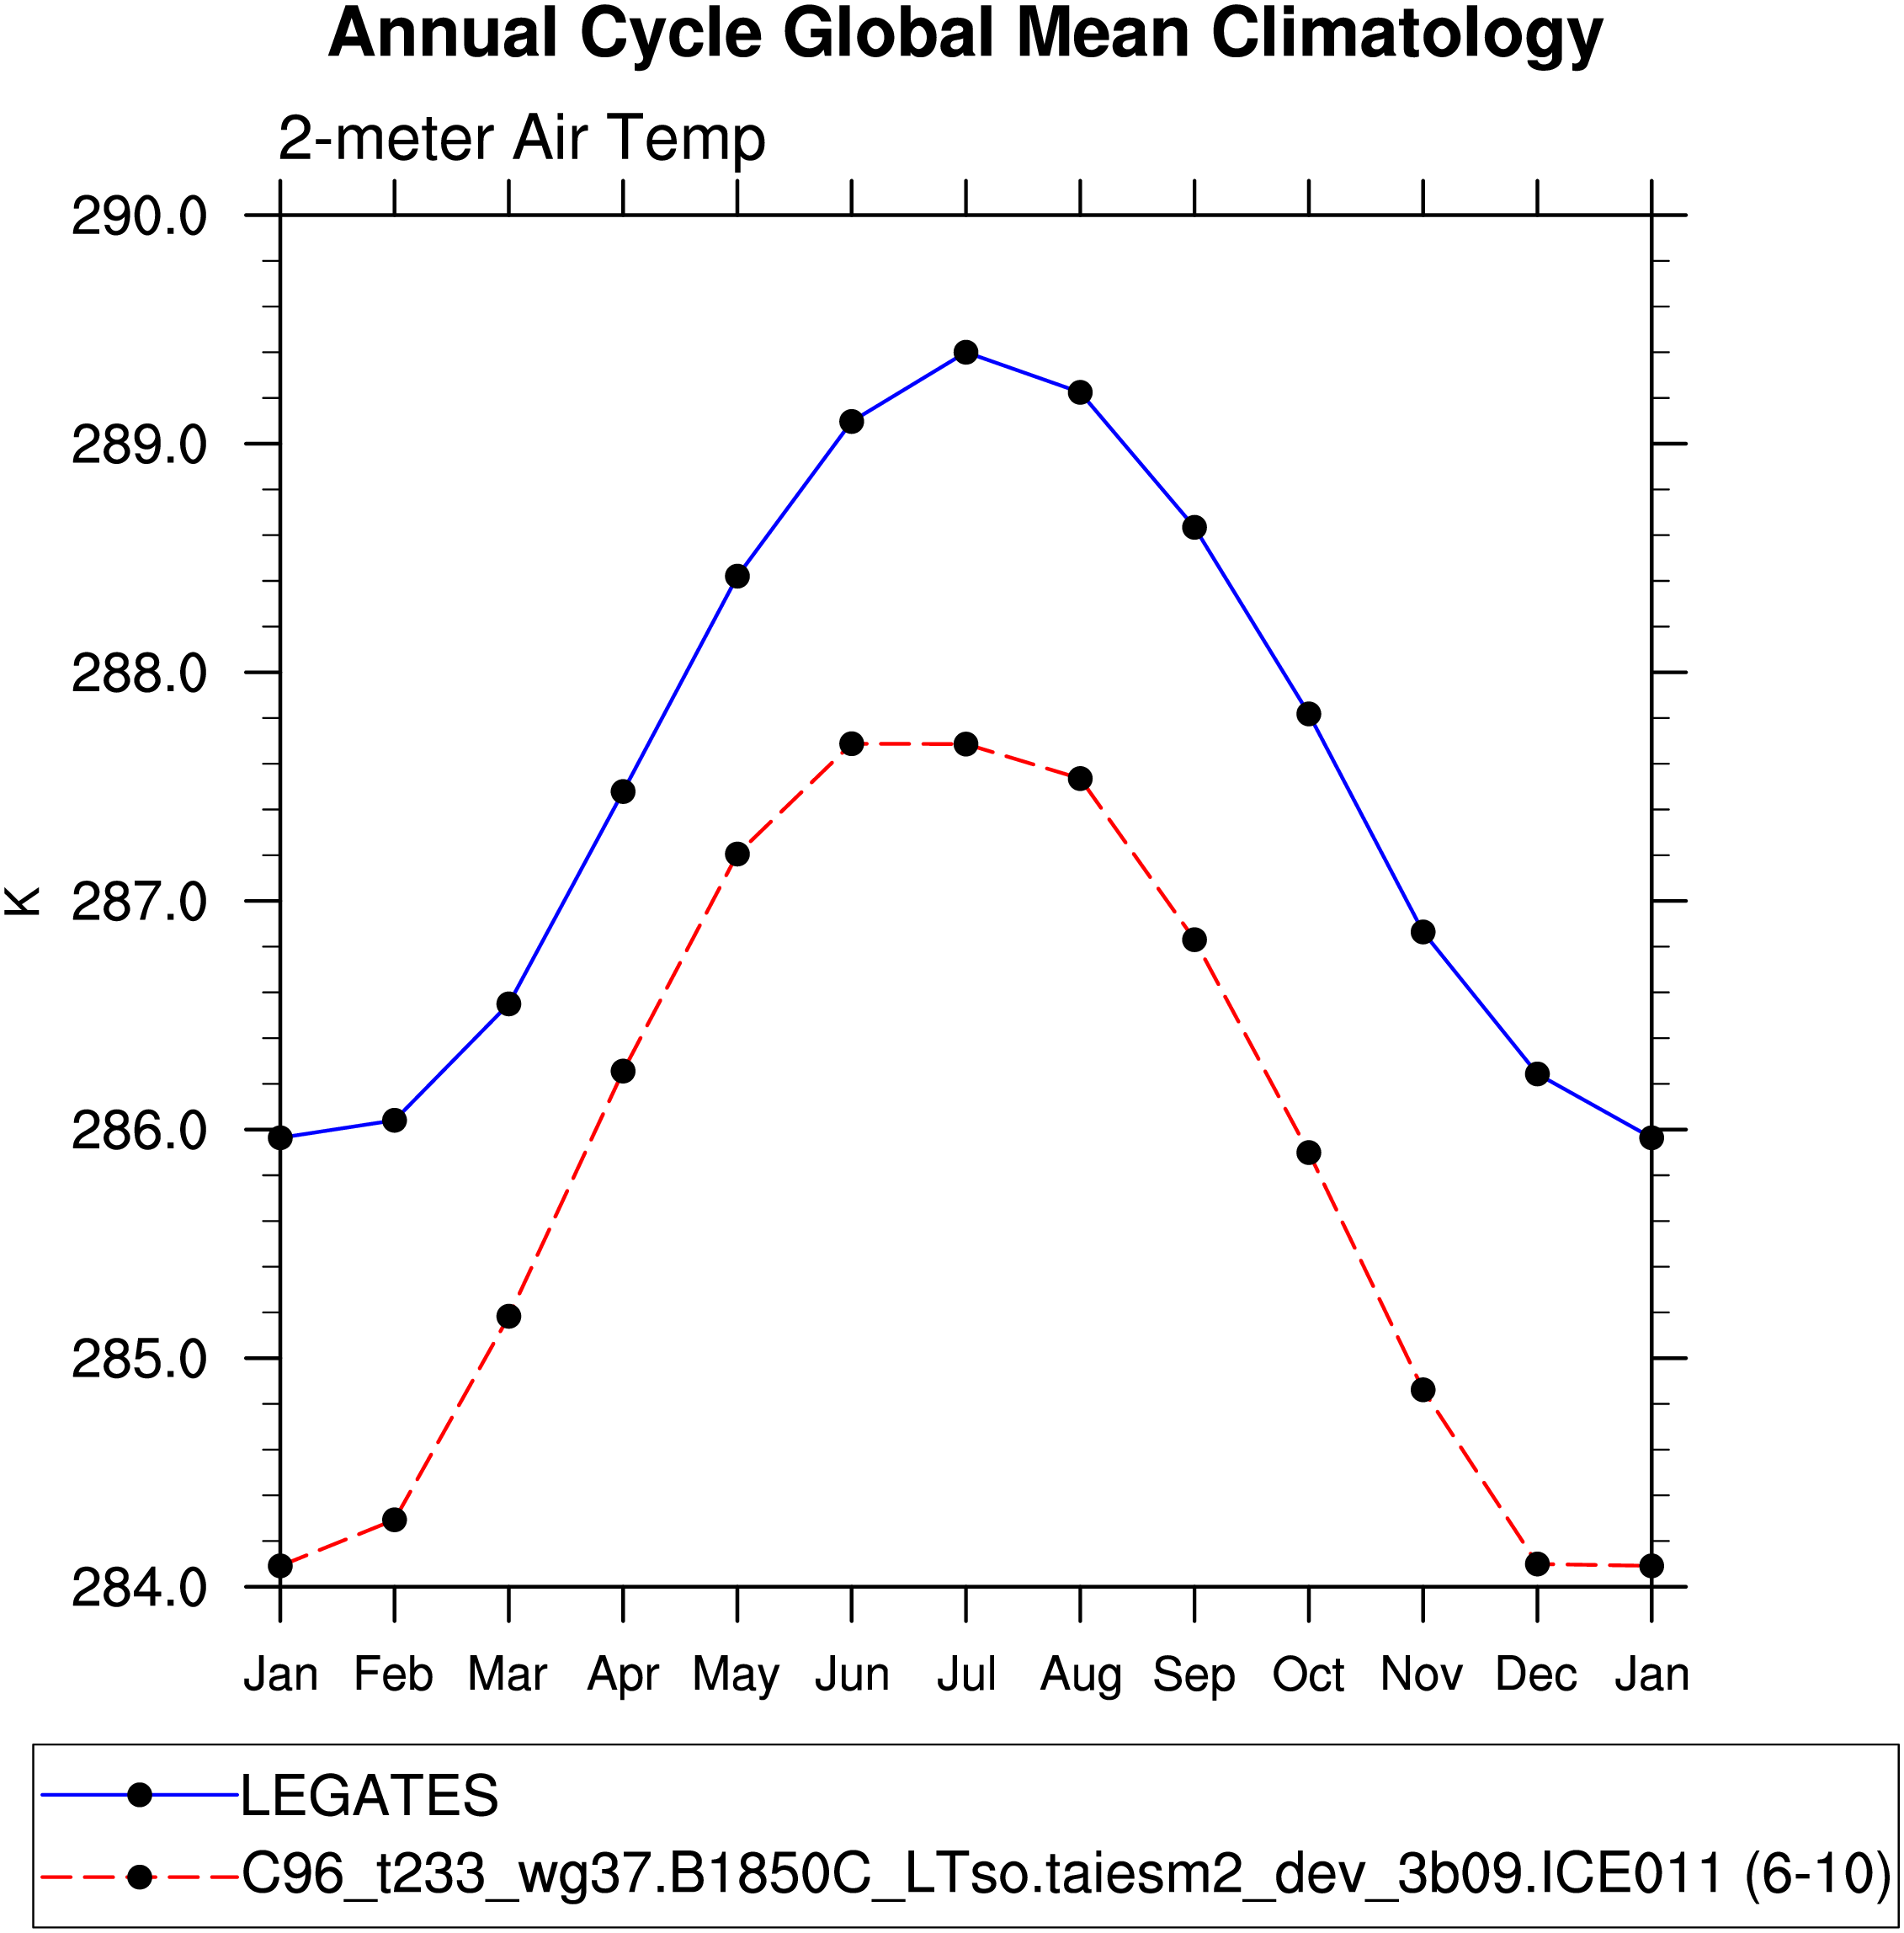 Annual Cycle Global Mean Climatology
2-meter Air Temp
290.0
289.0
288.0
287.0
286.0
285.0
284.0
K
Jan Feb Mar Apr May Jun Jul Aug Sep Oct Nov Dec Jan
LEGATES
C96_t233_wg37.B1850C_LTso.taiesm2_dev_3b09.ICE011 (6-10)